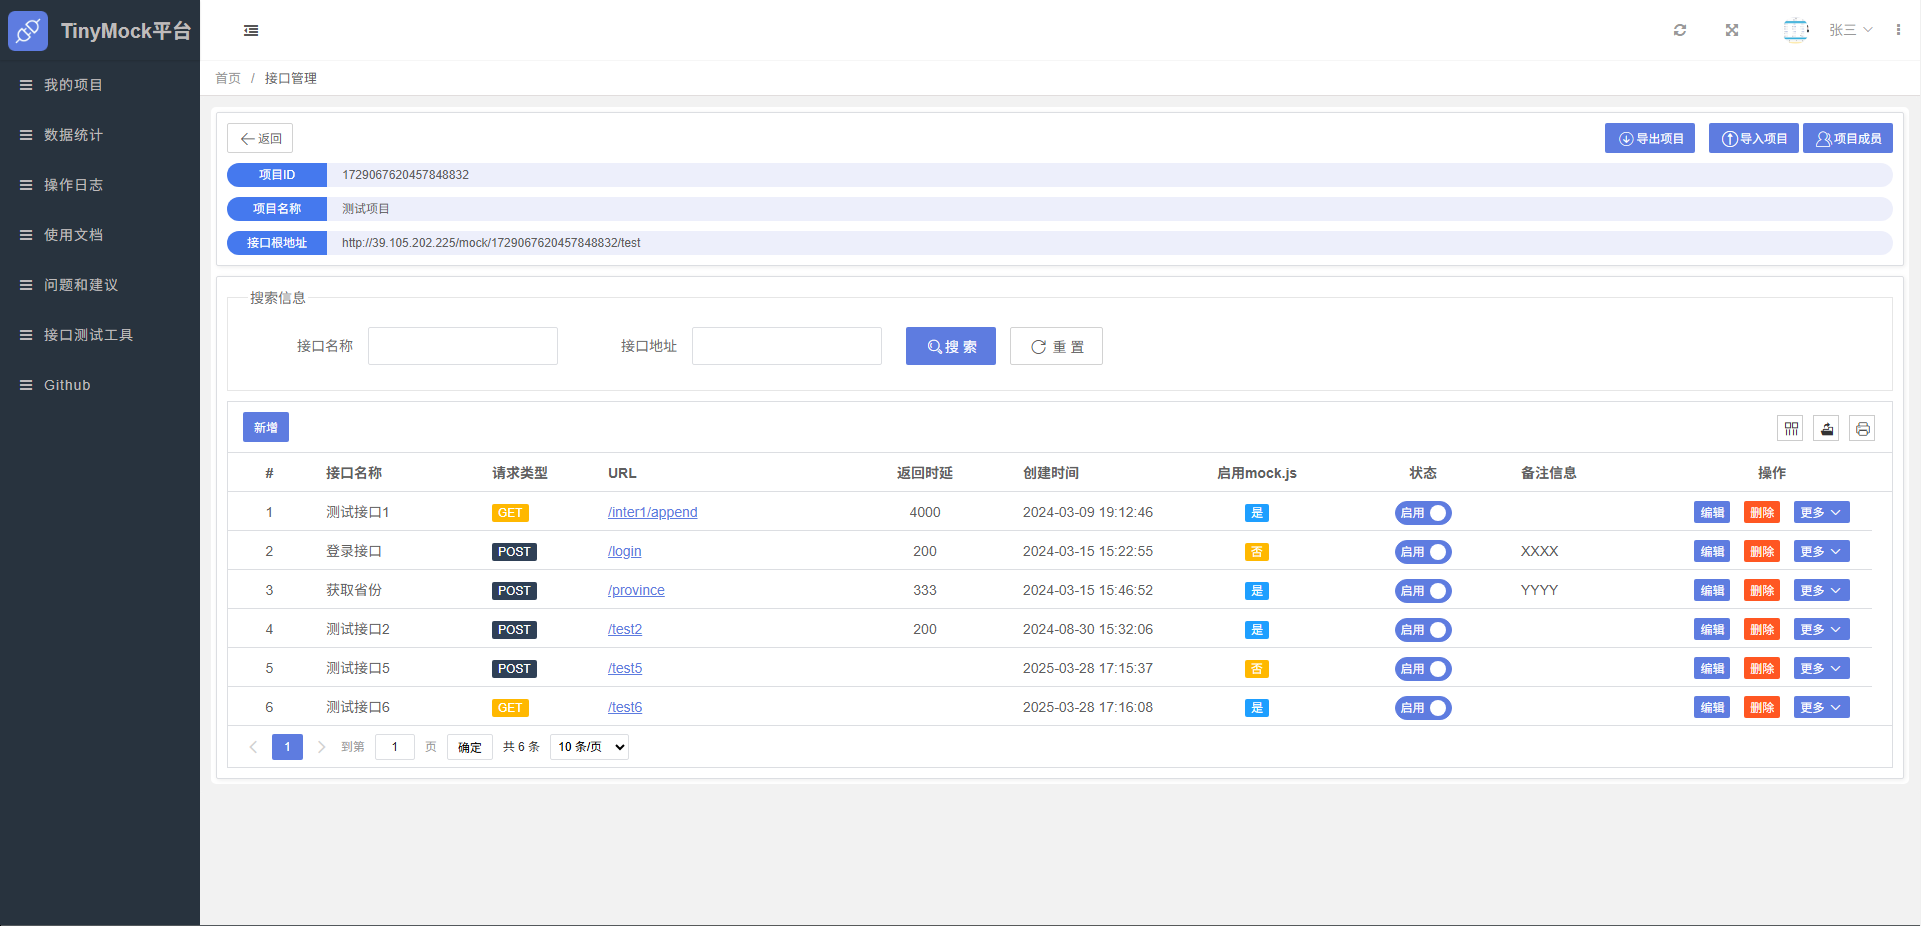 TinyMock平台
张三
我的项目
数据统计
操作日志
使用文档
问题和建议
接口测试工具
Github
首页 / 接口管理
返回 导出项目 导入项目 项目成员
项目ID 1729067620457848832
项目名称 测试项目
接口根地址 http://39.105.202.225/mock/1729067620457848832/test
搜索信息
接口名称 接口地址 搜 索 重 置
新增
# 接口名称 请求类型 URL 返回时延 创建时间 启用mock.js 状态 备注信息 操作
1 测试接口1 GET /inter1/append 4000 2024-03-09 19:12:46 是 启用 编辑 删除 更多
2 登录接口 POST /login 200 2024-03-15 15:22:55 否 启用 XXXX 编辑 删除 更多
3 获取省份 POST /province 333 2024-03-15 15:46:52 是 启用 YYYY 编辑 删除 更多
4 测试接口2 POST /test2 200 2024-08-30 15:32:06 是 启用 编辑 删除 更多
5 测试接口5 POST /test5 2025-03-28 17:15:37 否 启用 编辑 删除 更多
6 测试接口6 GET /test6 2025-03-28 17:16:08 是 启用 编辑 删除 更多
1 到第 1 页 确定 共 6 条 10 条/页